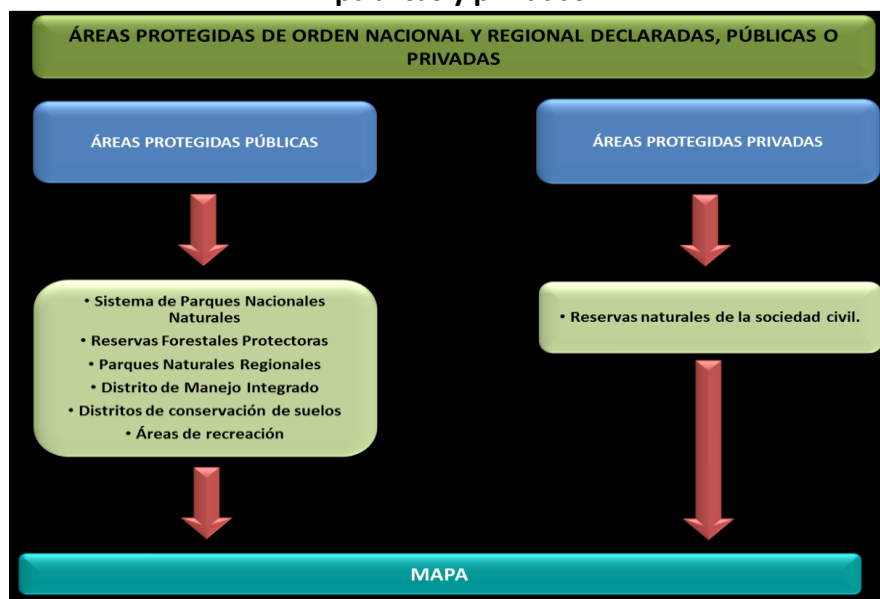 ÁREAS PROTEGIDAS DE ORDEN NACIONAL Y REGIONAL DECLARADAS, PÚBLICAS O
PRIVADAS
ÁREAS PROTEGIDAS PÚBLICAS
ÁREAS PROTEGIDAS PRIVADAS
• Sistema de Parques Nacionales
Naturales
• Reservas Forestales Protectoras
• Parques Naturales Regionales
• Distrito de Manejo Integrado
• Distritos de conservación de suelos
• Áreas de recreación
• Reservas naturales de la sociedad civil.
MAPA